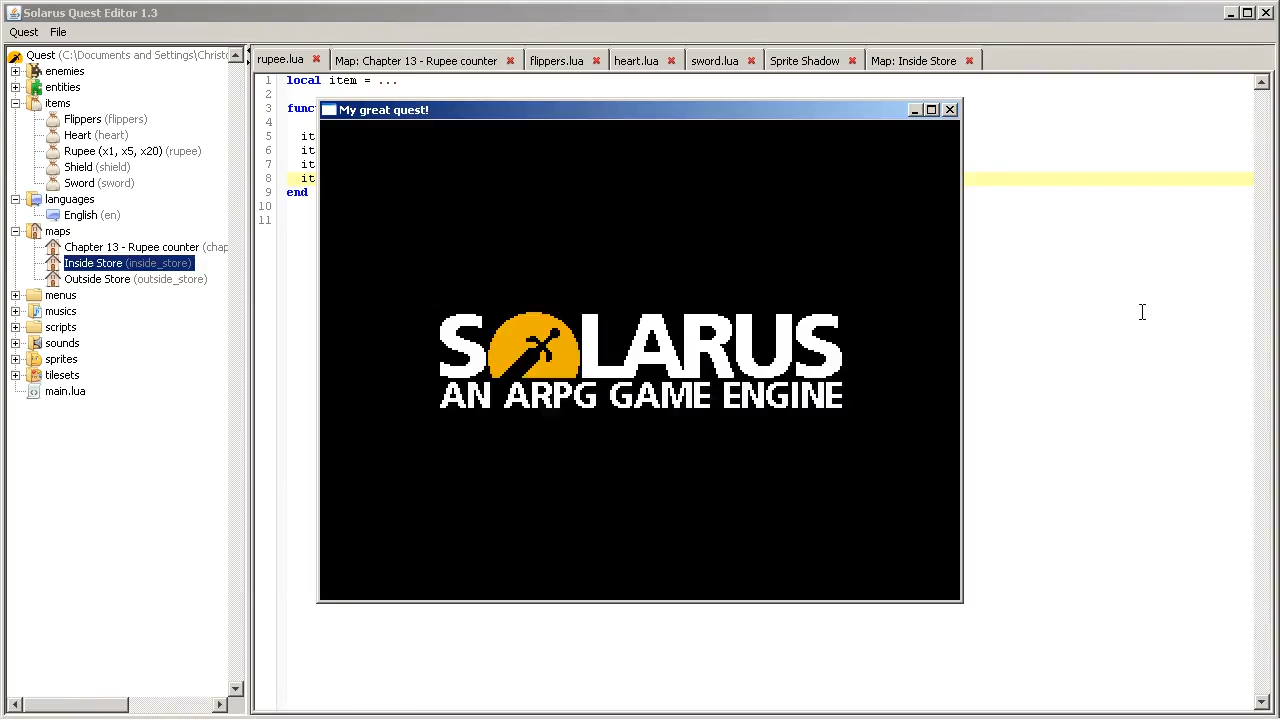 Solarus Quest Editor 1.3
Quest File
Quest (C:\Documents and Settings\Christo
enemies
entities
items
Flippers (flippers)
Heart (heart)
Rupee (x1, x5, x20) (rupee)
Shield (shield)
Sword (sword)
languages
English (en)
maps
Chapter 13 - Rupee counter (chap
Inside Store (inside_store)
Outside Store (outside_store)
menus
musics
scripts
sounds
sprites
tilesets
main.lua
rupee.lua Map: Chapter 13 - Rupee counter flippers.lua heart.lua sword.lua Sprite Shadow Map: Inside Store
1 local item = ...
2
3 func
4
5 it
6 it
7 it
8 it
9 end
10
11
My great quest!
SOLARUS
AN ARPG GAME ENGINE